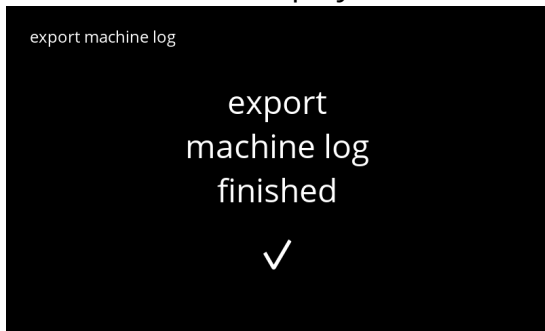 export machine log
export
machine log
finished